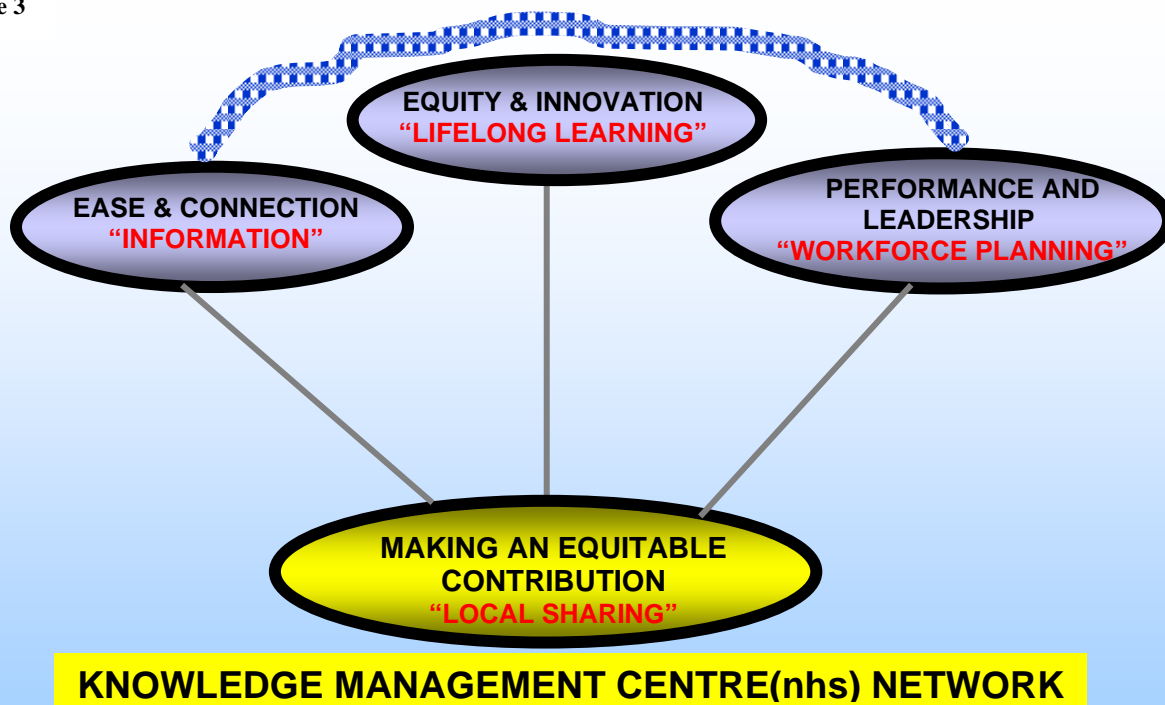 e 3
EQUITY & INNOVATION
“LIFELONG LEARNING”
EASE & CONNECTION
“INFORMATION”
PERFORMANCE AND
LEADERSHIP
“WORKFORCE PLANNING”
MAKING AN EQUITABLE
CONTRIBUTION
“LOCAL SHARING”
KNOWLEDGE MANAGEMENT CENTRE(nhs) NETWORK